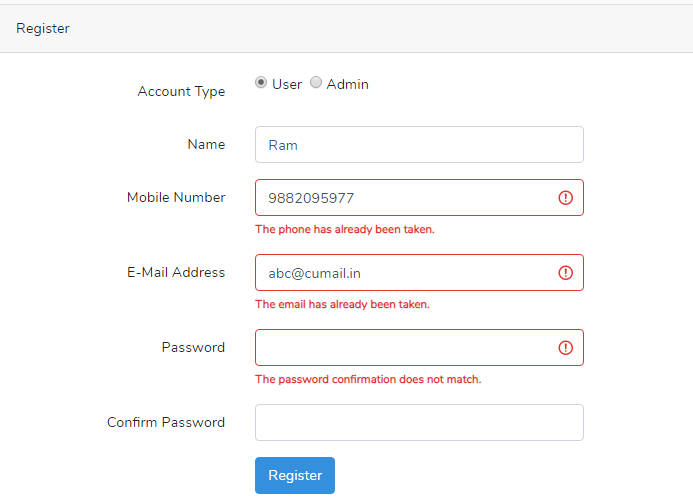 Register
Account Type User Admin
Name Ram
Mobile Number 9882095977
The phone has already been taken.
E-Mail Address abc@cumail.in
The email has already been taken.
Password
The password confirmation does not match.
Confirm Password
Register